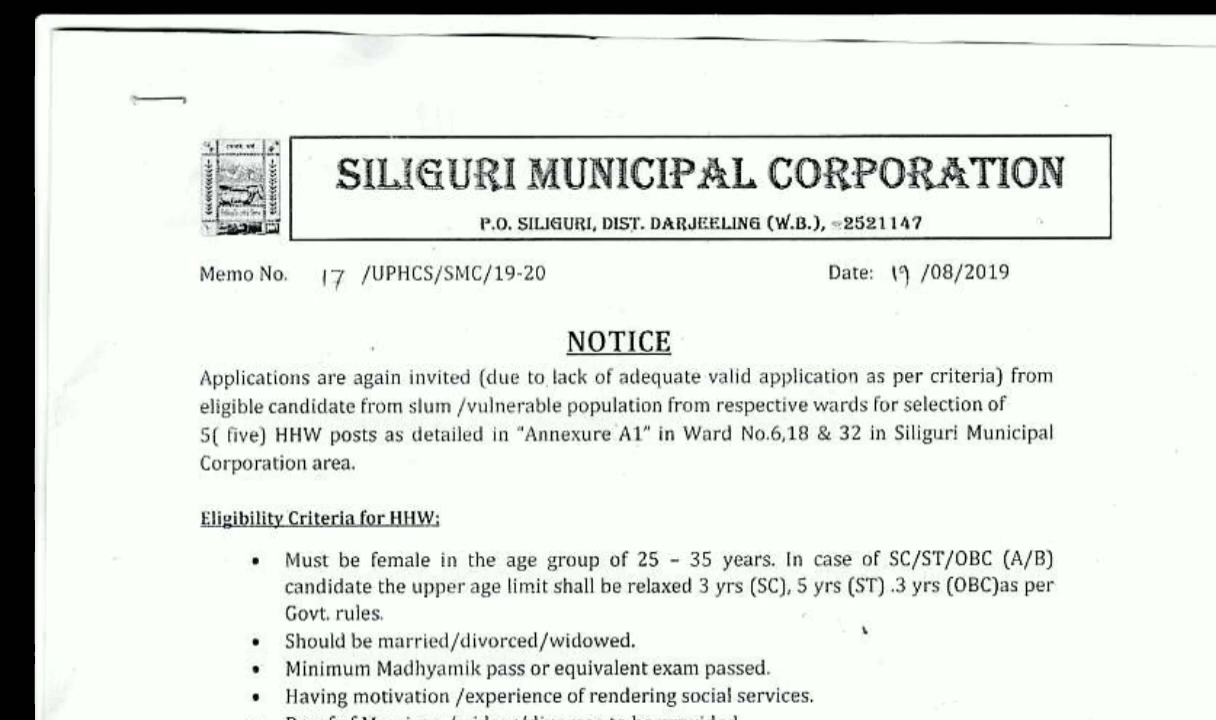 SILIGURI MUNICIPAL CORPORATION
P.O. SILIGURI, DIST. DARJEELING (W.B.), -2521147
Memo No. 17 /UPHCS/SMC/19-20 Date: 19 /08/2019
NOTICE
Applications are again invited (due to lack of adequate valid application as per criteria) from
eligible candidate from slum /vulnerable population from respective wards for selection of
5( five) HHW posts as detailed in "Annexure A1" in Ward No.6,18 & 32 in Siliguri Municipal
Corporation area.
Eligibility Criteria for HHW:
• Must be female in the age group of 25 – 35 years. In case of SC/ST/OBC (A/B)
candidate the upper age limit shall be relaxed 3 yrs (SC), 5 yrs (ST) .3 yrs (OBC)as per
Govt. rules.
• Should be married/divorced/widowed.
• Minimum Madhyamik pass or equivalent exam passed.
• Having motivation /experience of rendering social services.